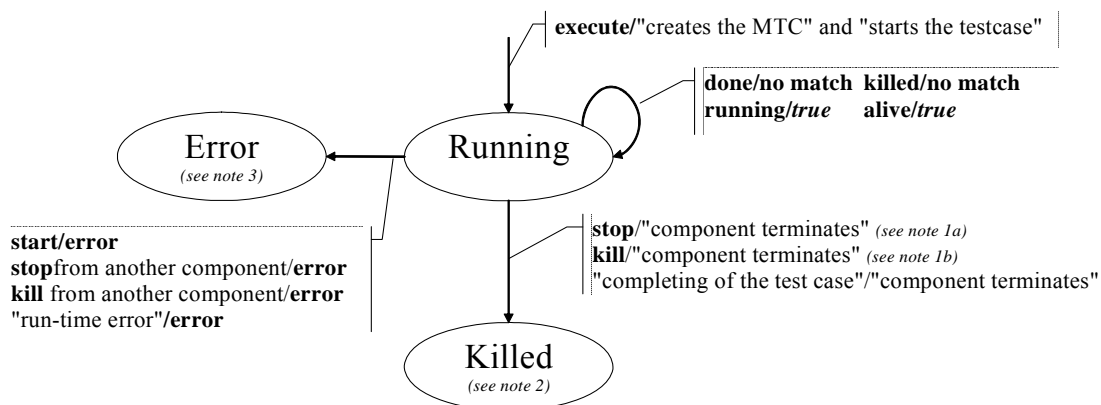 execute/"creates the MTC" and "starts the testcase"
done/no match killed/no match
running/true alive/true
Error
(see note 3)
Running
start/error
stopfrom another component/error
kill from another component/error
"run-time error"/error
stop/"component terminates" (see note 1a)
kill/"component terminates" (see note 1b)
"completing of the test case"/"component terminates"
Killed
(see note 2)